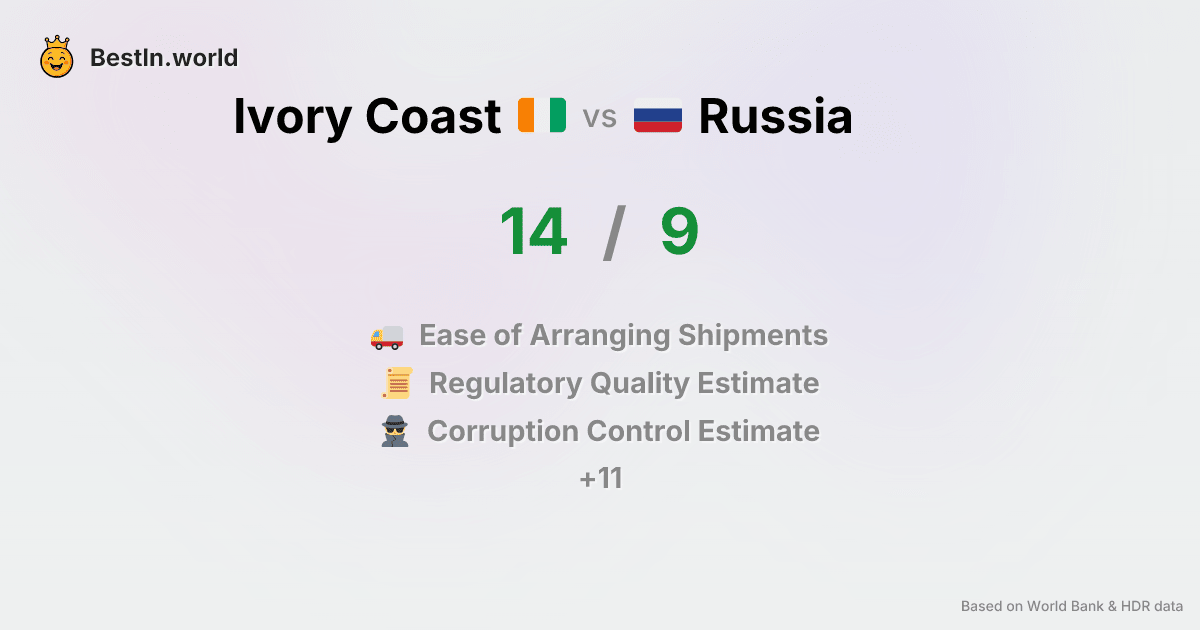 BestIn.world
Ivory Coast vs Russia
14 / 9
Ease of Arranging Shipments
Regulatory Quality Estimate
Corruption Control Estimate
+11
Based on World Bank & HDR data